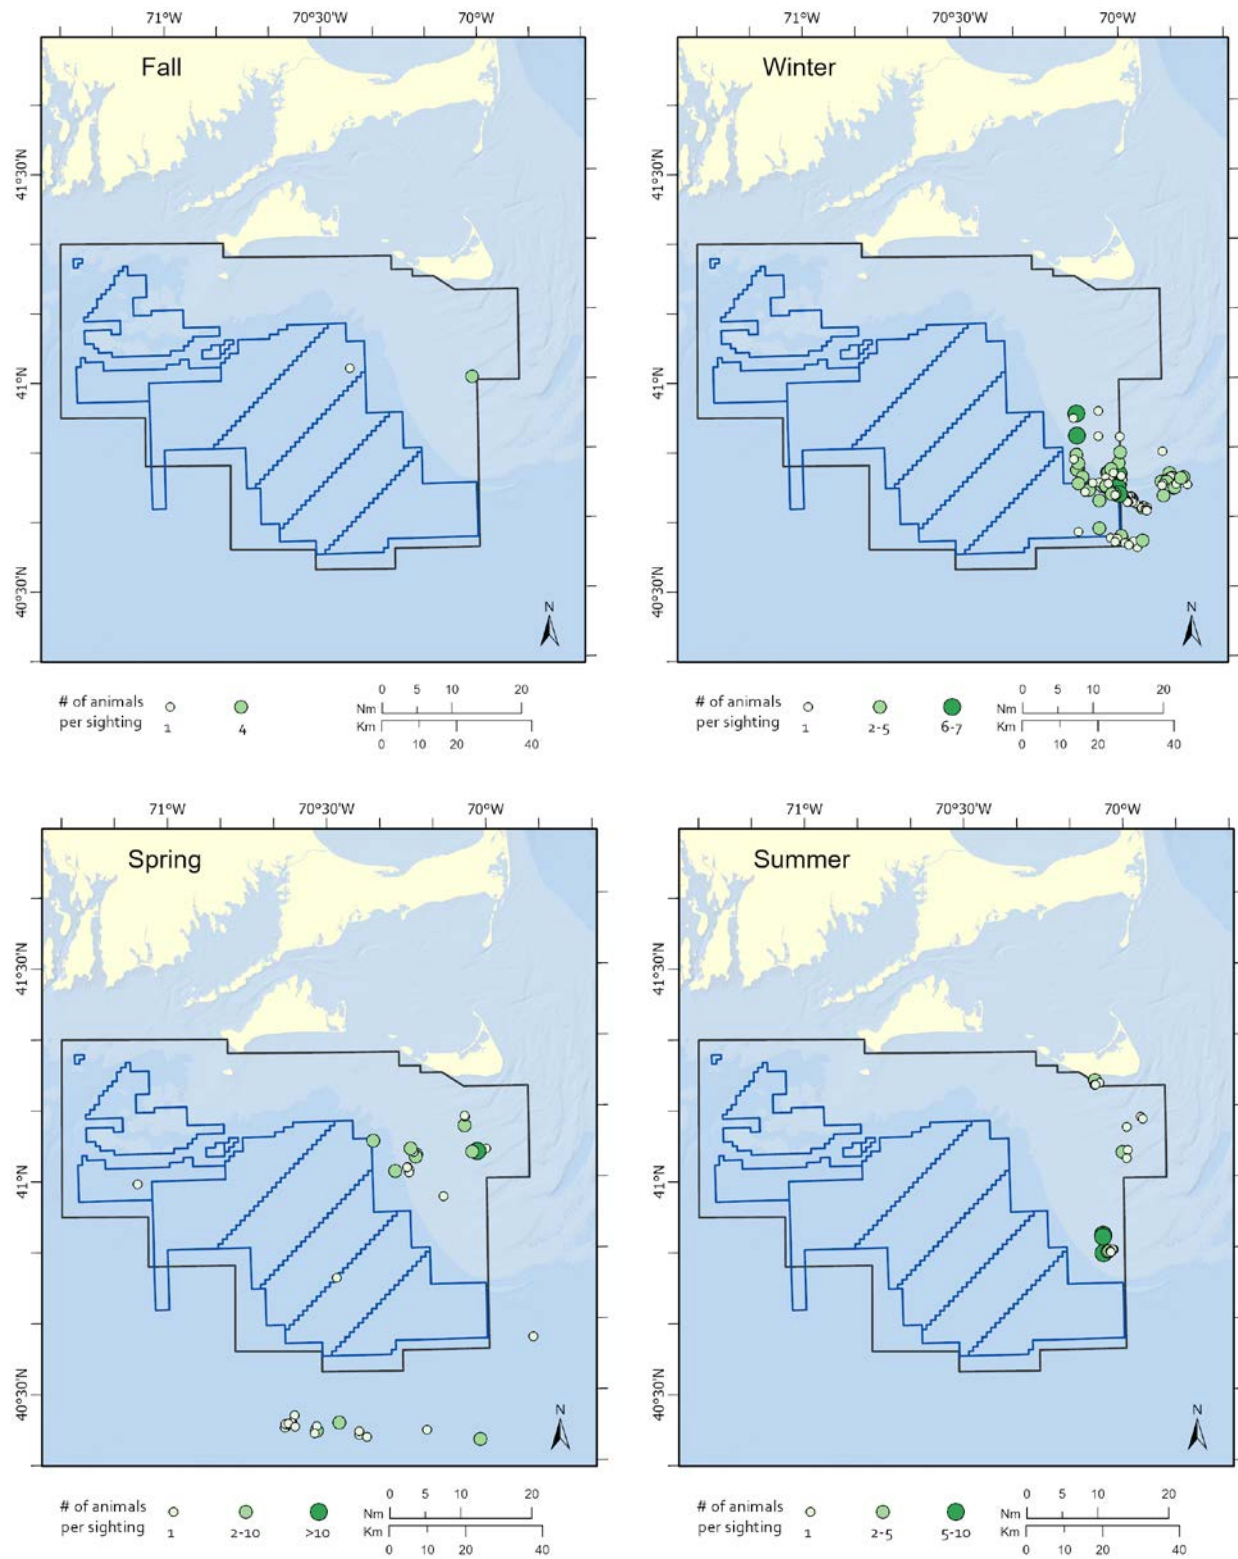 71°W 70°30'W 70°W
Fall
41°30'N
41°N
40°30'N
N
# of animals
per sighting
1 4
0 5 10 20
Nm
Km
0 10 20 40
71°W 70°30'W 70°W
Winter
41°30'N
41°N
40°30'N
N
# of animals
per sighting
1 2-5 6-7
0 5 10 20
Nm
Km
0 10 20 40
71°W 70°30'W 70°W
Spring
41°30'N
41°N
40°30'N
N
# of animals
per sighting
1 2-10 >10
0 5 10 20
Nm
Km
0 10 20 40
71°W 70°30'W 70°W
Summer
41°30'N
41°N
40°30'N
N
# of animals
per sighting
1 2-5 5-10
0 5 10 20
Nm
Km
0 10 20 40